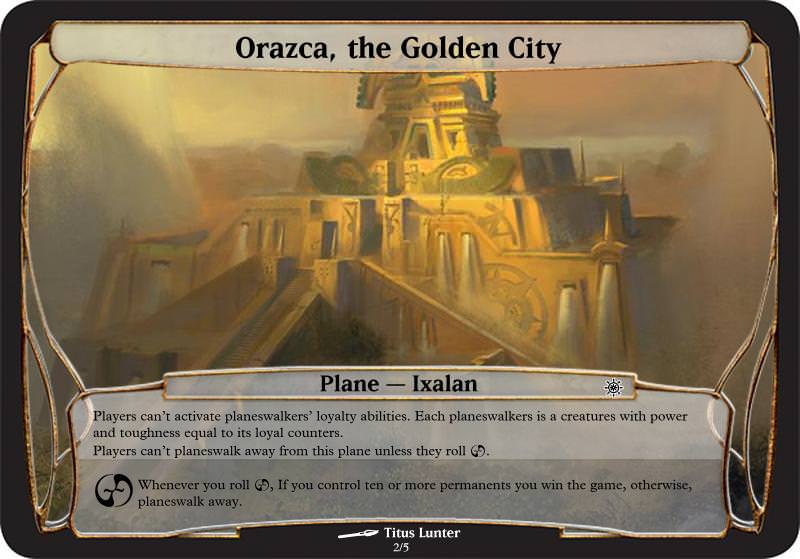 Orazca, the Golden City
Plane — Ixalan
Players can't activate planeswalkers' loyalty abilities. Each planeswalkers is a creatures with power
and toughness equal to its loyal counters.
Players can't planeswalk away from this plane unless they roll .
Whenever you roll , If you control ten or more permanents you win the game, otherwise,
planeswalk away.
Titus Lunter
2/5